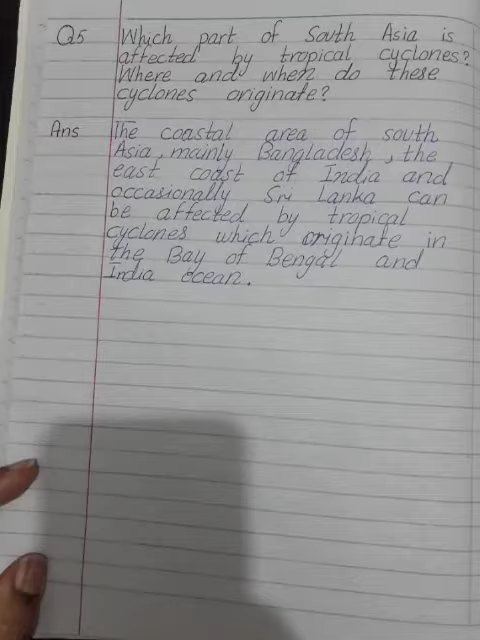 Q5 Which part of South Asia is
affected by tropical cyclones?
Where and when do these
cyclones originate?
Ans The coastal area of south
Asia, mainly Bangladesh, the
east coast of India and
occasionally Sri Lanka can
be affected by tropical
cyclones which originate in
the Bay of Bengal and
India ocean.